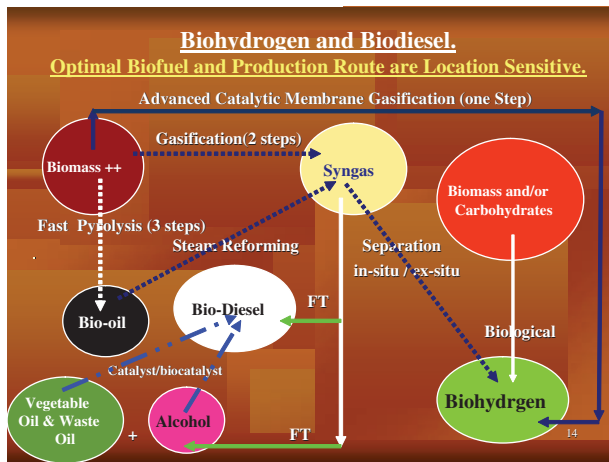 Biohydrogen and Biodiesel.
Optimal Biofuel and Production Route are Location Sensitive.
Advanced Catalytic Membrane Gasification (one Step)
Gasification(2 steps)
Biomass ++
Syngas
Biomass and/or
Carbohydrates
Fast Pyrolysis (3 steps)
Steam Reforming
Separation
in-situ / ex-situ
Bio-oil
Bio-Diesel
FT
Biological
Catalyst/biocatalyst
Vegetable
Oil & Waste
Oil
+
Alcohol
FT
Biohydrgen
14